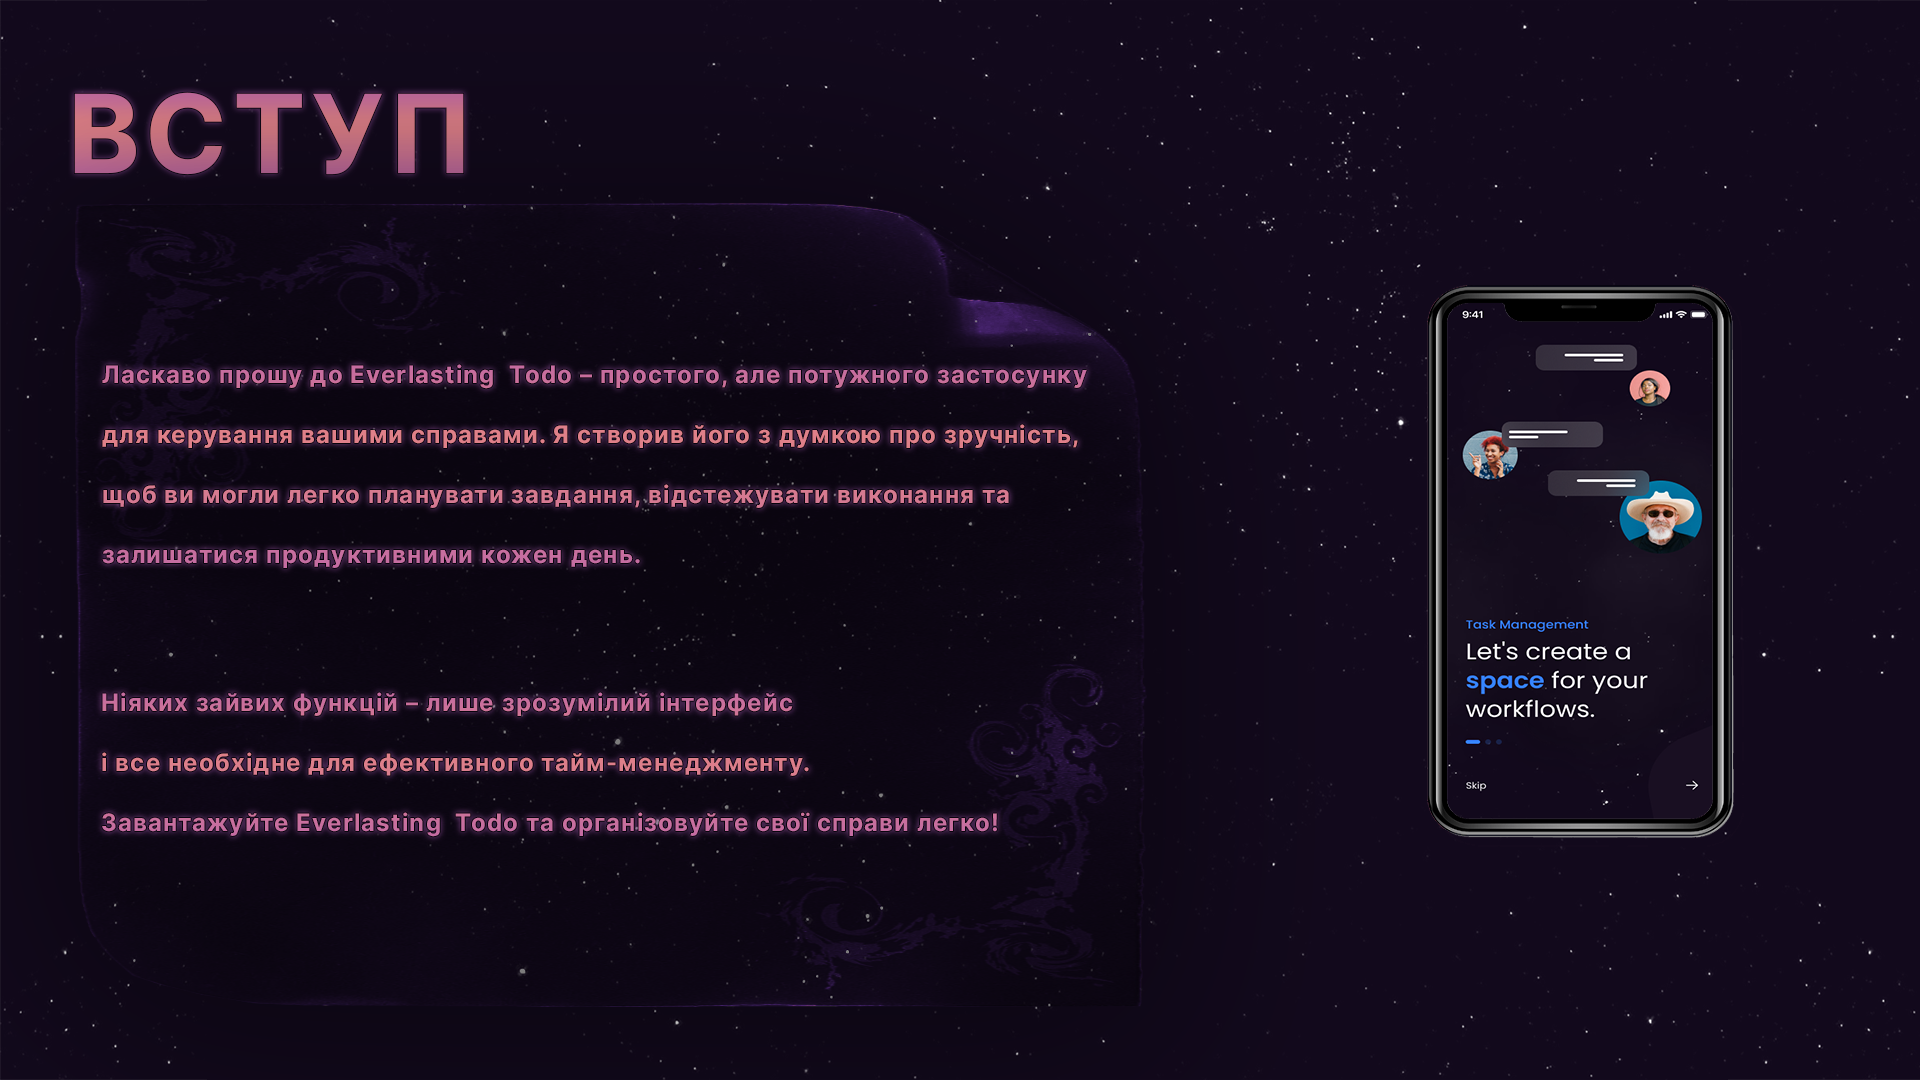 ВСТУП
Ласкаво прошу до Everlasting  Todo – простого, але потужного застосунку
для керування вашими справами. Я створив його з думкою про зручність,
щоб ви могли легко планувати завдання, відстежувати виконання та
залишатися продуктивними кожен день.
Ніяких зайвих функцій – лише зрозумілий інтерфейс
і все необхідне для ефективного тайм-менеджменту.
Завантажуйте Everlasting  Todo та організовуйте свої справи легко!
9:41
Task Management
Let's create a
space for your
workflows.
Skip